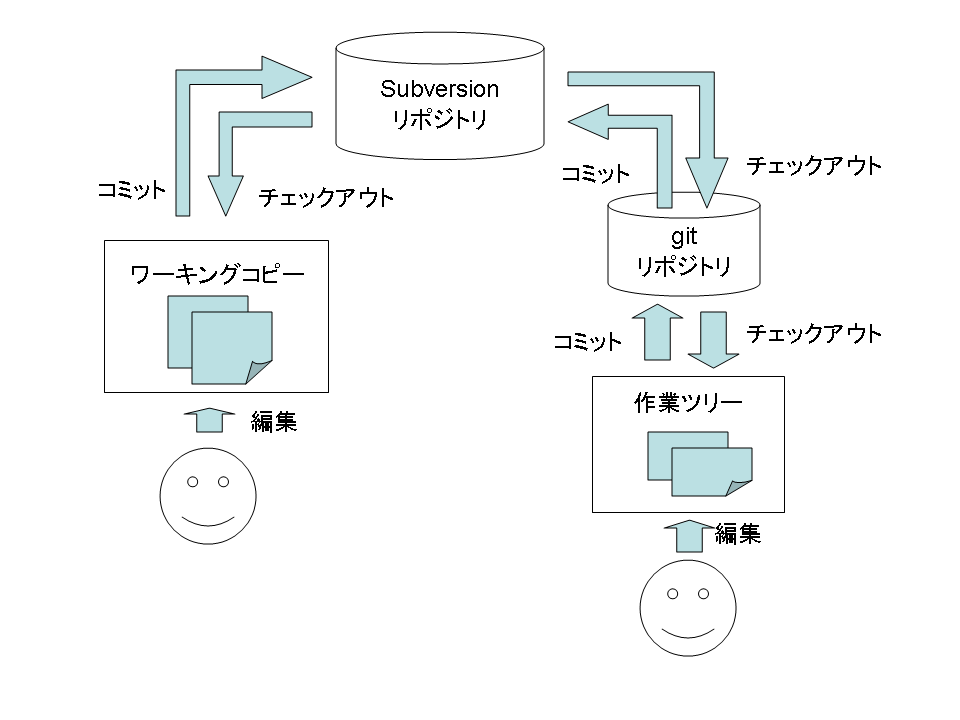 Subversion
リポジトリ
コミット
チェックアウト
コミット
チェックアウト
ワーキングコピー
git
リポジトリ
コミット
チェックアウト
編集
作業ツリー
編集